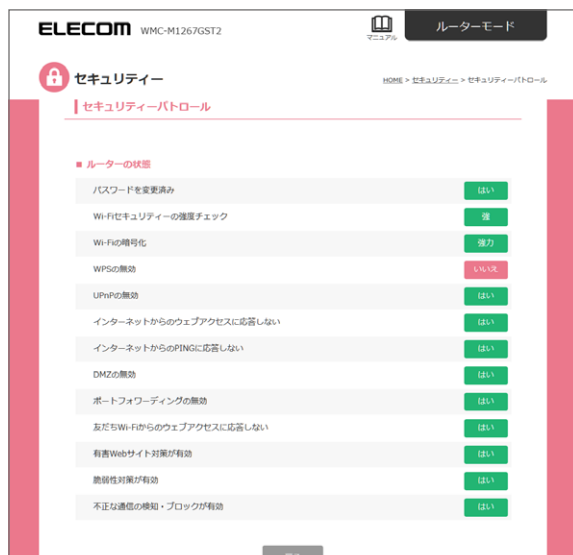 ELECOM WMC-M1267GST2
マニュアル
ルーターモード
セキュリティー
HOME > セキュリティー > セキュリティーパトロール
セキュリティーパトロール
■ ルーターの状態
パスワードを変更済み はい
Wi-Fiセキュリティーの強度チェック 強
Wi-Fiの暗号化 強力
WPSの無効 いいえ
UPnPの無効 はい
インターネットからのウェブアクセスに応答しない はい
インターネットからのPINGに応答しない はい
DMZの無効 はい
ポートフォワーディングの無効 はい
友だちWi-Fiからのウェブアクセスに応答しない はい
有害Webサイト対策が有効 はい
脆弱性対策が有効 はい
不正な通信の検知・ブロックが有効 はい